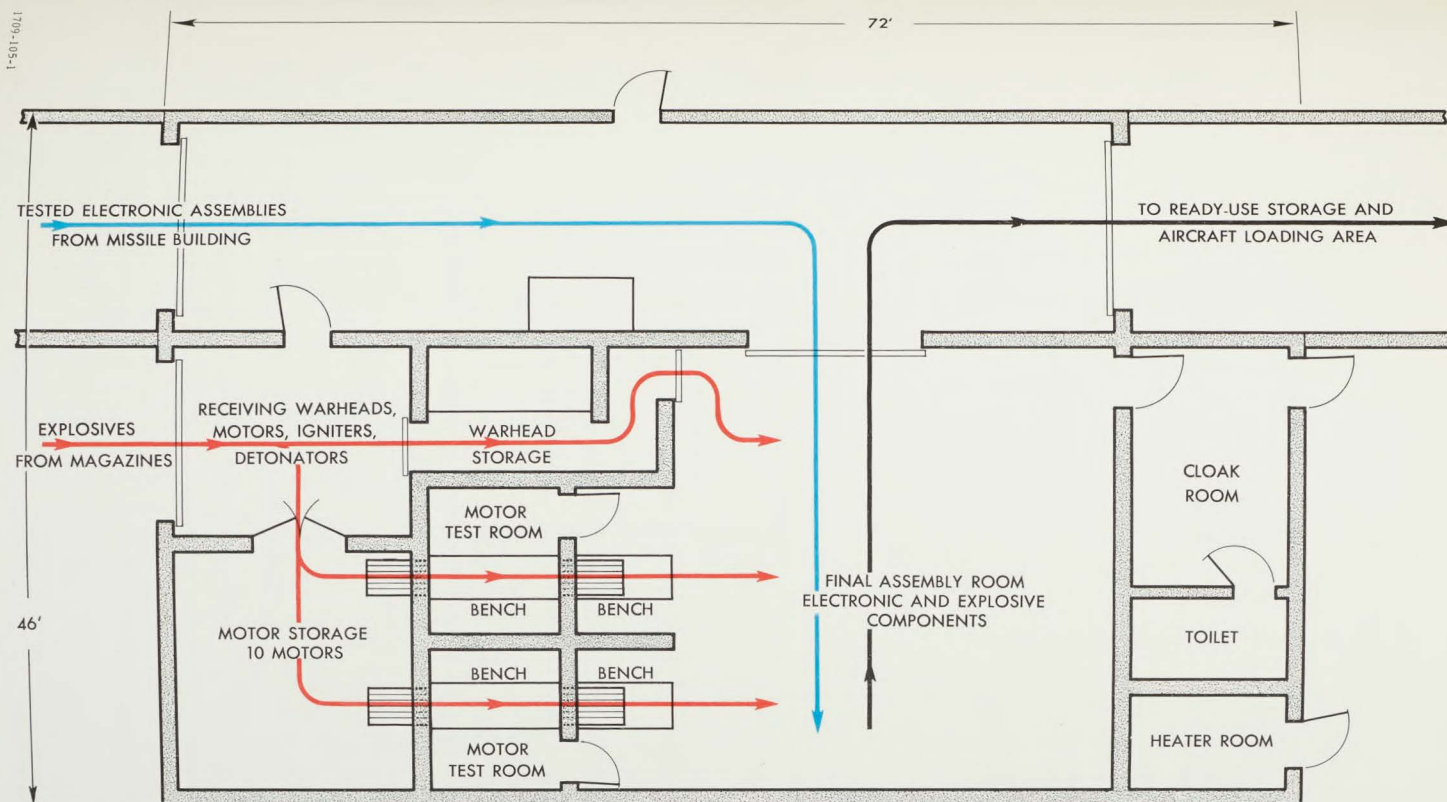 1709-105-1
72'
TESTED ELECTRONIC ASSEMBLIES
FROM MISSILE BUILDING
TO READY-USE STORAGE AND
AIRCRAFT LOADING AREA
EXPLOSIVES
FROM MAGAZINES
RECEIVING WARHEADS,
MOTORS, IGNITERS,
DETONATORS
WARHEAD
STORAGE
CLOAK
ROOM
MOTOR
TEST ROOM
BENCH
BENCH
FINAL ASSEMBLY ROOM
ELECTRONIC AND EXPLOSIVE
COMPONENTS
46'
MOTOR STORAGE
10 MOTORS
TOILET
BENCH
BENCH
MOTOR
TEST ROOM
HEATER ROOM